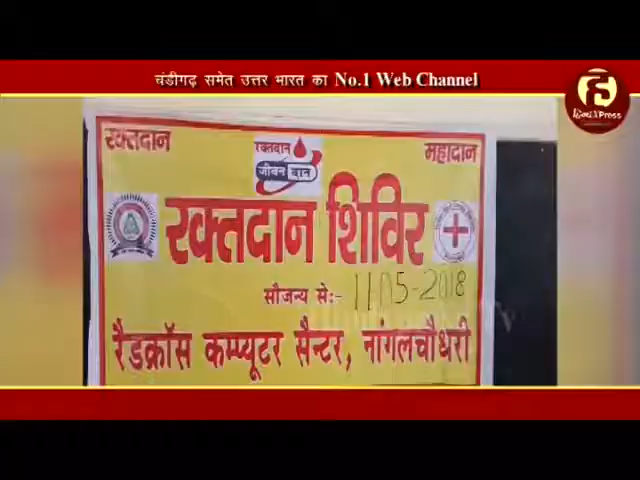 चंडीगढ़ समेत उत्तर भारत का No.1 Web Channel
रक्तदान
महादान
रक्तदान
जीवन दान
रक्तदान शिविर
सौजन्य से:- 11-05-2018
रैडक्रॉस कम्प्यूटर सैन्टर, नांगलचौधरी